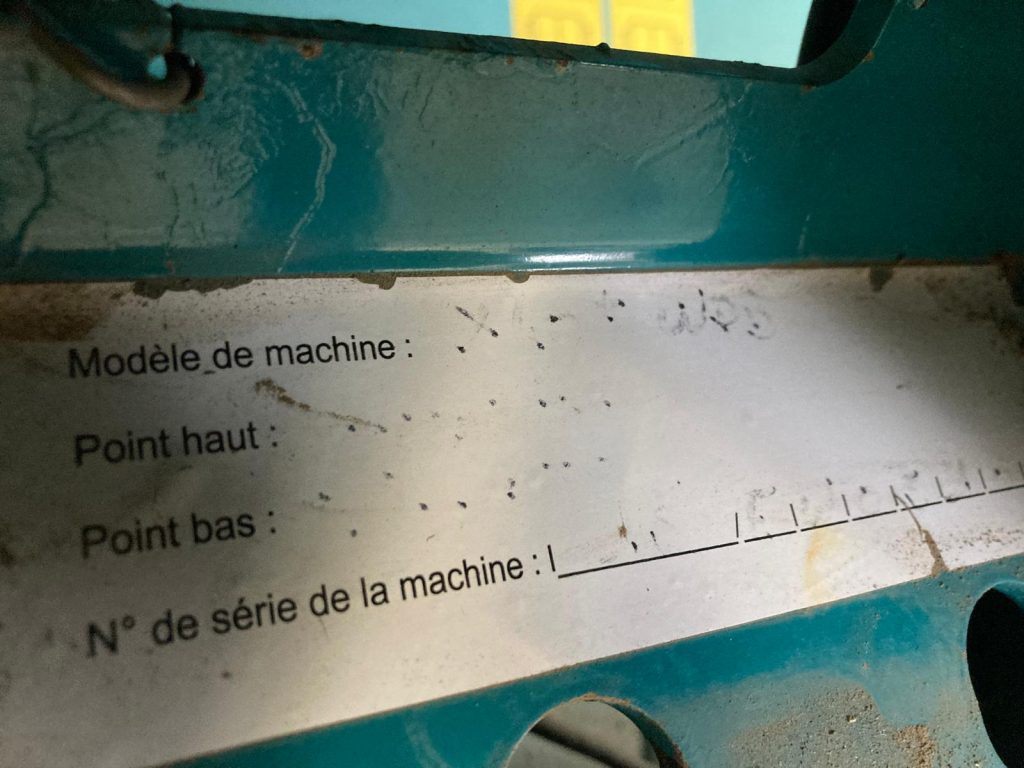 Modèle de machine :
Point haut :
Point bas :
N° de série de la machine :